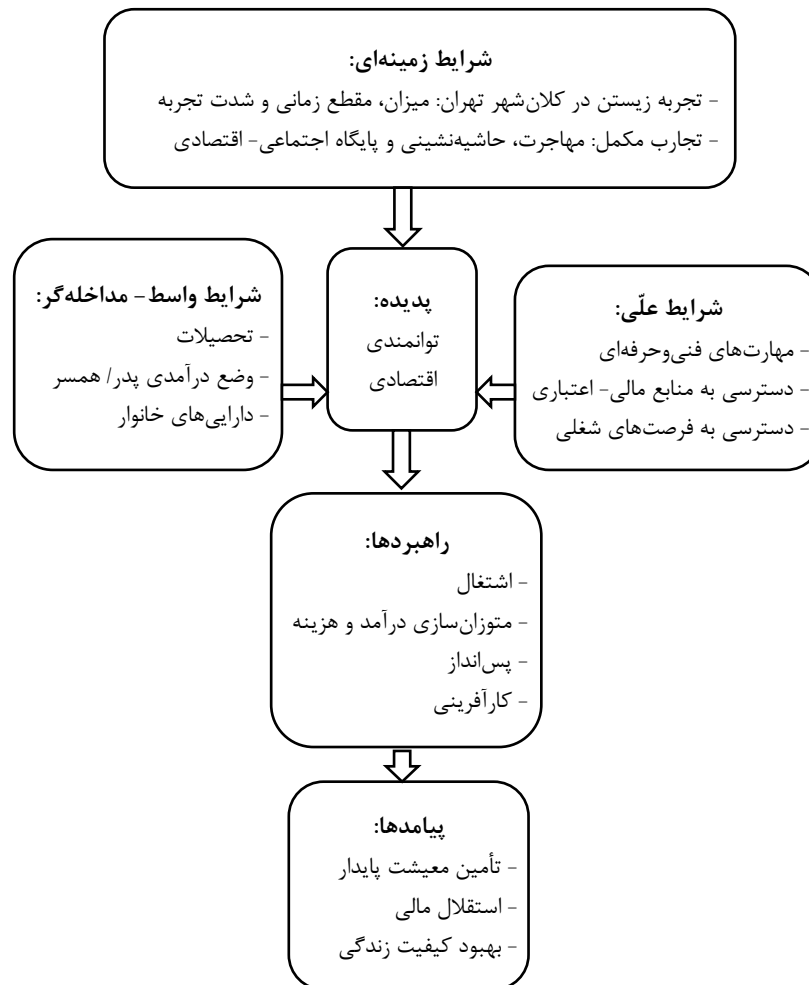 شرایط زمینه‌ای:
- تجربه زیستن در کلان‌شهر تهران: میزان، مقطع زمانی و شدت تجربه
- تجارب مکمل: مهاجرت، حاشیه‌نشینی و پایگاه اجتماعی- اقتصادی
شرایط علّی:
- مهارت‌های فنی‌وحرفه‌ای
- دسترسی به منابع مالی- اعتباری
- دسترسی به فرصت‌های شغلی
پدیده:
توانمندی
اقتصادی
شرایط واسط- مداخله‌گر:
- تحصیلات
- وضع درآمدی پدر/ همسر
- دارایی‌های خانوار
راهبردها:
- اشتغال
- متوزان‌سازی درآمد و هزینه
- پس‌انداز
- کارآفرینی
پیامدها:
- تأمین معیشت پایدار
- استقلال مالی
- بهبود کیفیت زندگی